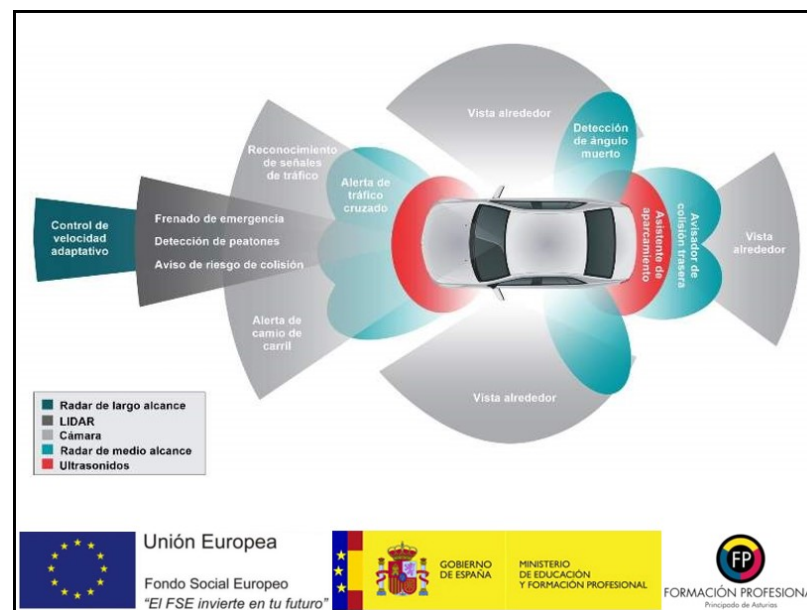 Vista alrededor
Detección
de ángulo
muerto
Reconocimiento
de señales
de tráfico
Alerta de
tráfico
cruzado
Control de
velocidad
adaptativo
Frenado de emergencia
Detección de peatones
Aviso de riesgo de colisión
Asistente de
aparcamiento
Avisador de
colisión trasera
Vista
alrededor
Alerta de
camio de
carril
Vista alrededor
Radar de largo alcance
LIDAR
Cámara
Radar de medio alcance
Ultrasonidos
Unión Europea
Fondo Social Europeo
"El FSE invierte en tu futuro"
GOBIERNO
DE ESPAÑA
MINISTERIO
DE EDUCACIÓN
Y FORMACIÓN PROFESIONAL
FP
FORMACIÓN PROFESIONA
Principado de Asturias